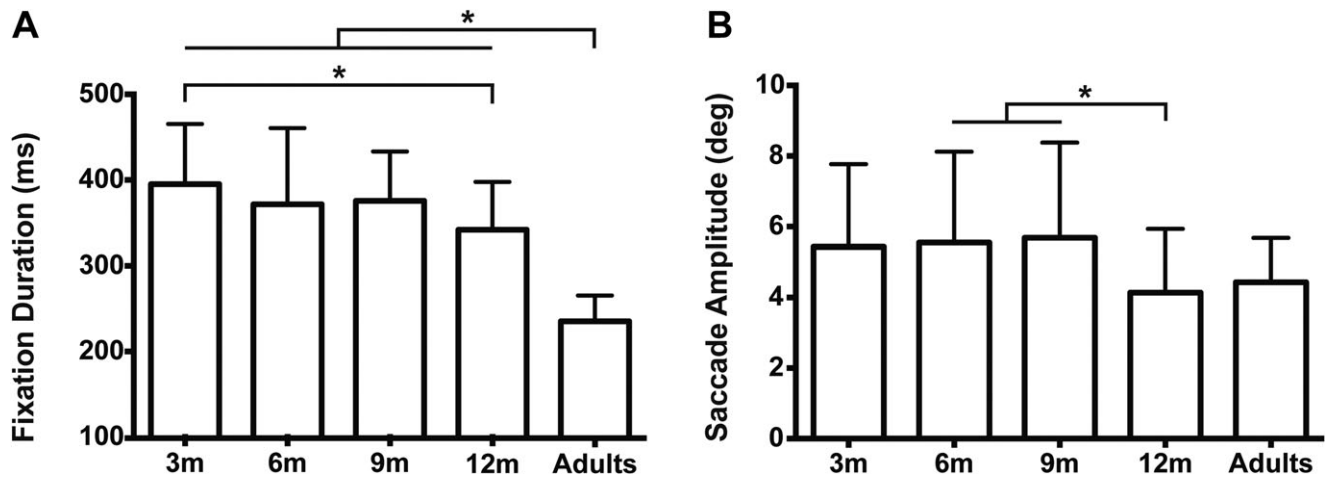 A
*
*
Fixation Duration (ms)
500
400
300
200
100
3m 6m 9m 12m Adults
B
*
Saccade Amplitude (deg)
10
8
6
4
2
0
3m 6m 9m 12m Adults